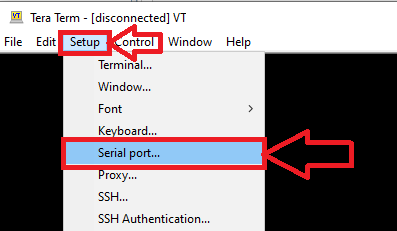 VT Tera Term - [disconnected] VT
File Edit Setup Control Window Help
Terminal...
Window...
Font
Keyboard...
Serial port...
Proxy...
SSH...
SSH Authentication...